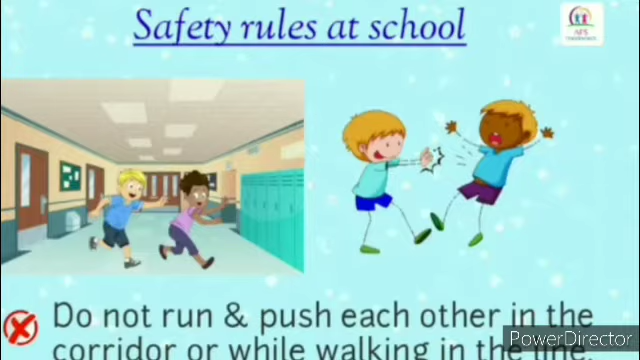 Safety rules at school
AFS
Do not run & push each other in the
corridor or while walking in the line
PowerDirector